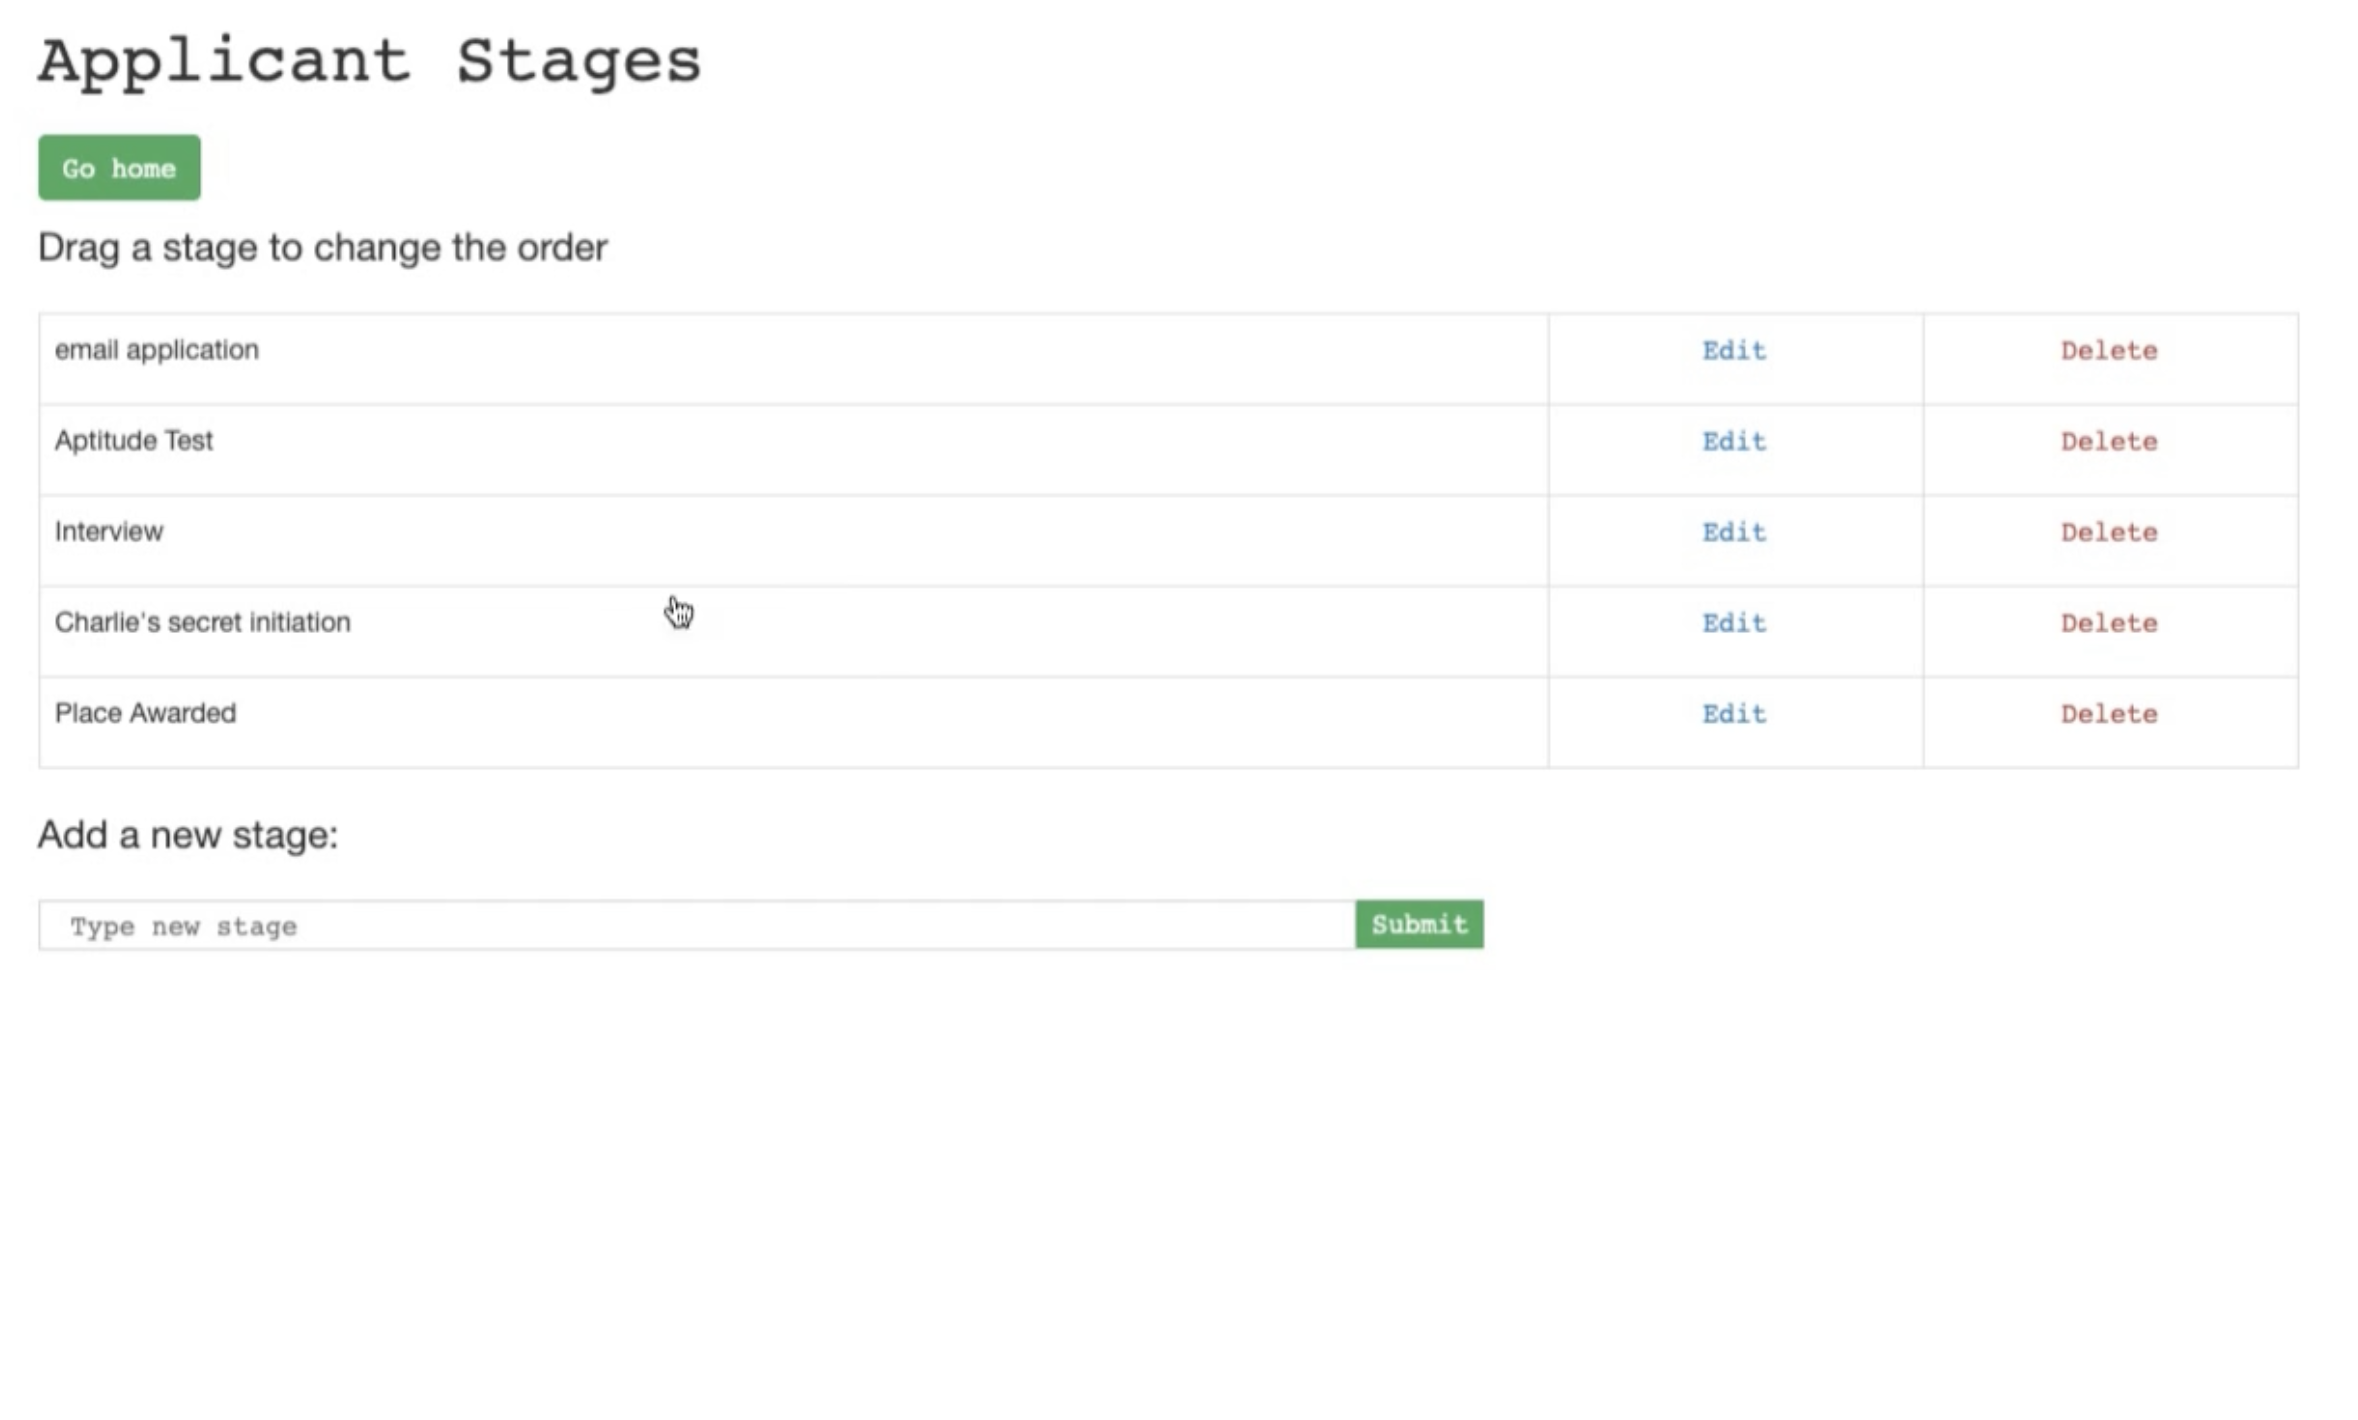 Applicant Stages
Go home
Drag a stage to change the order
email application Edit Delete
Aptitude Test Edit Delete
Interview Edit Delete
Charlie's secret initiation Edit Delete
Place Awarded Edit Delete
Add a new stage:
Type new stage Submit